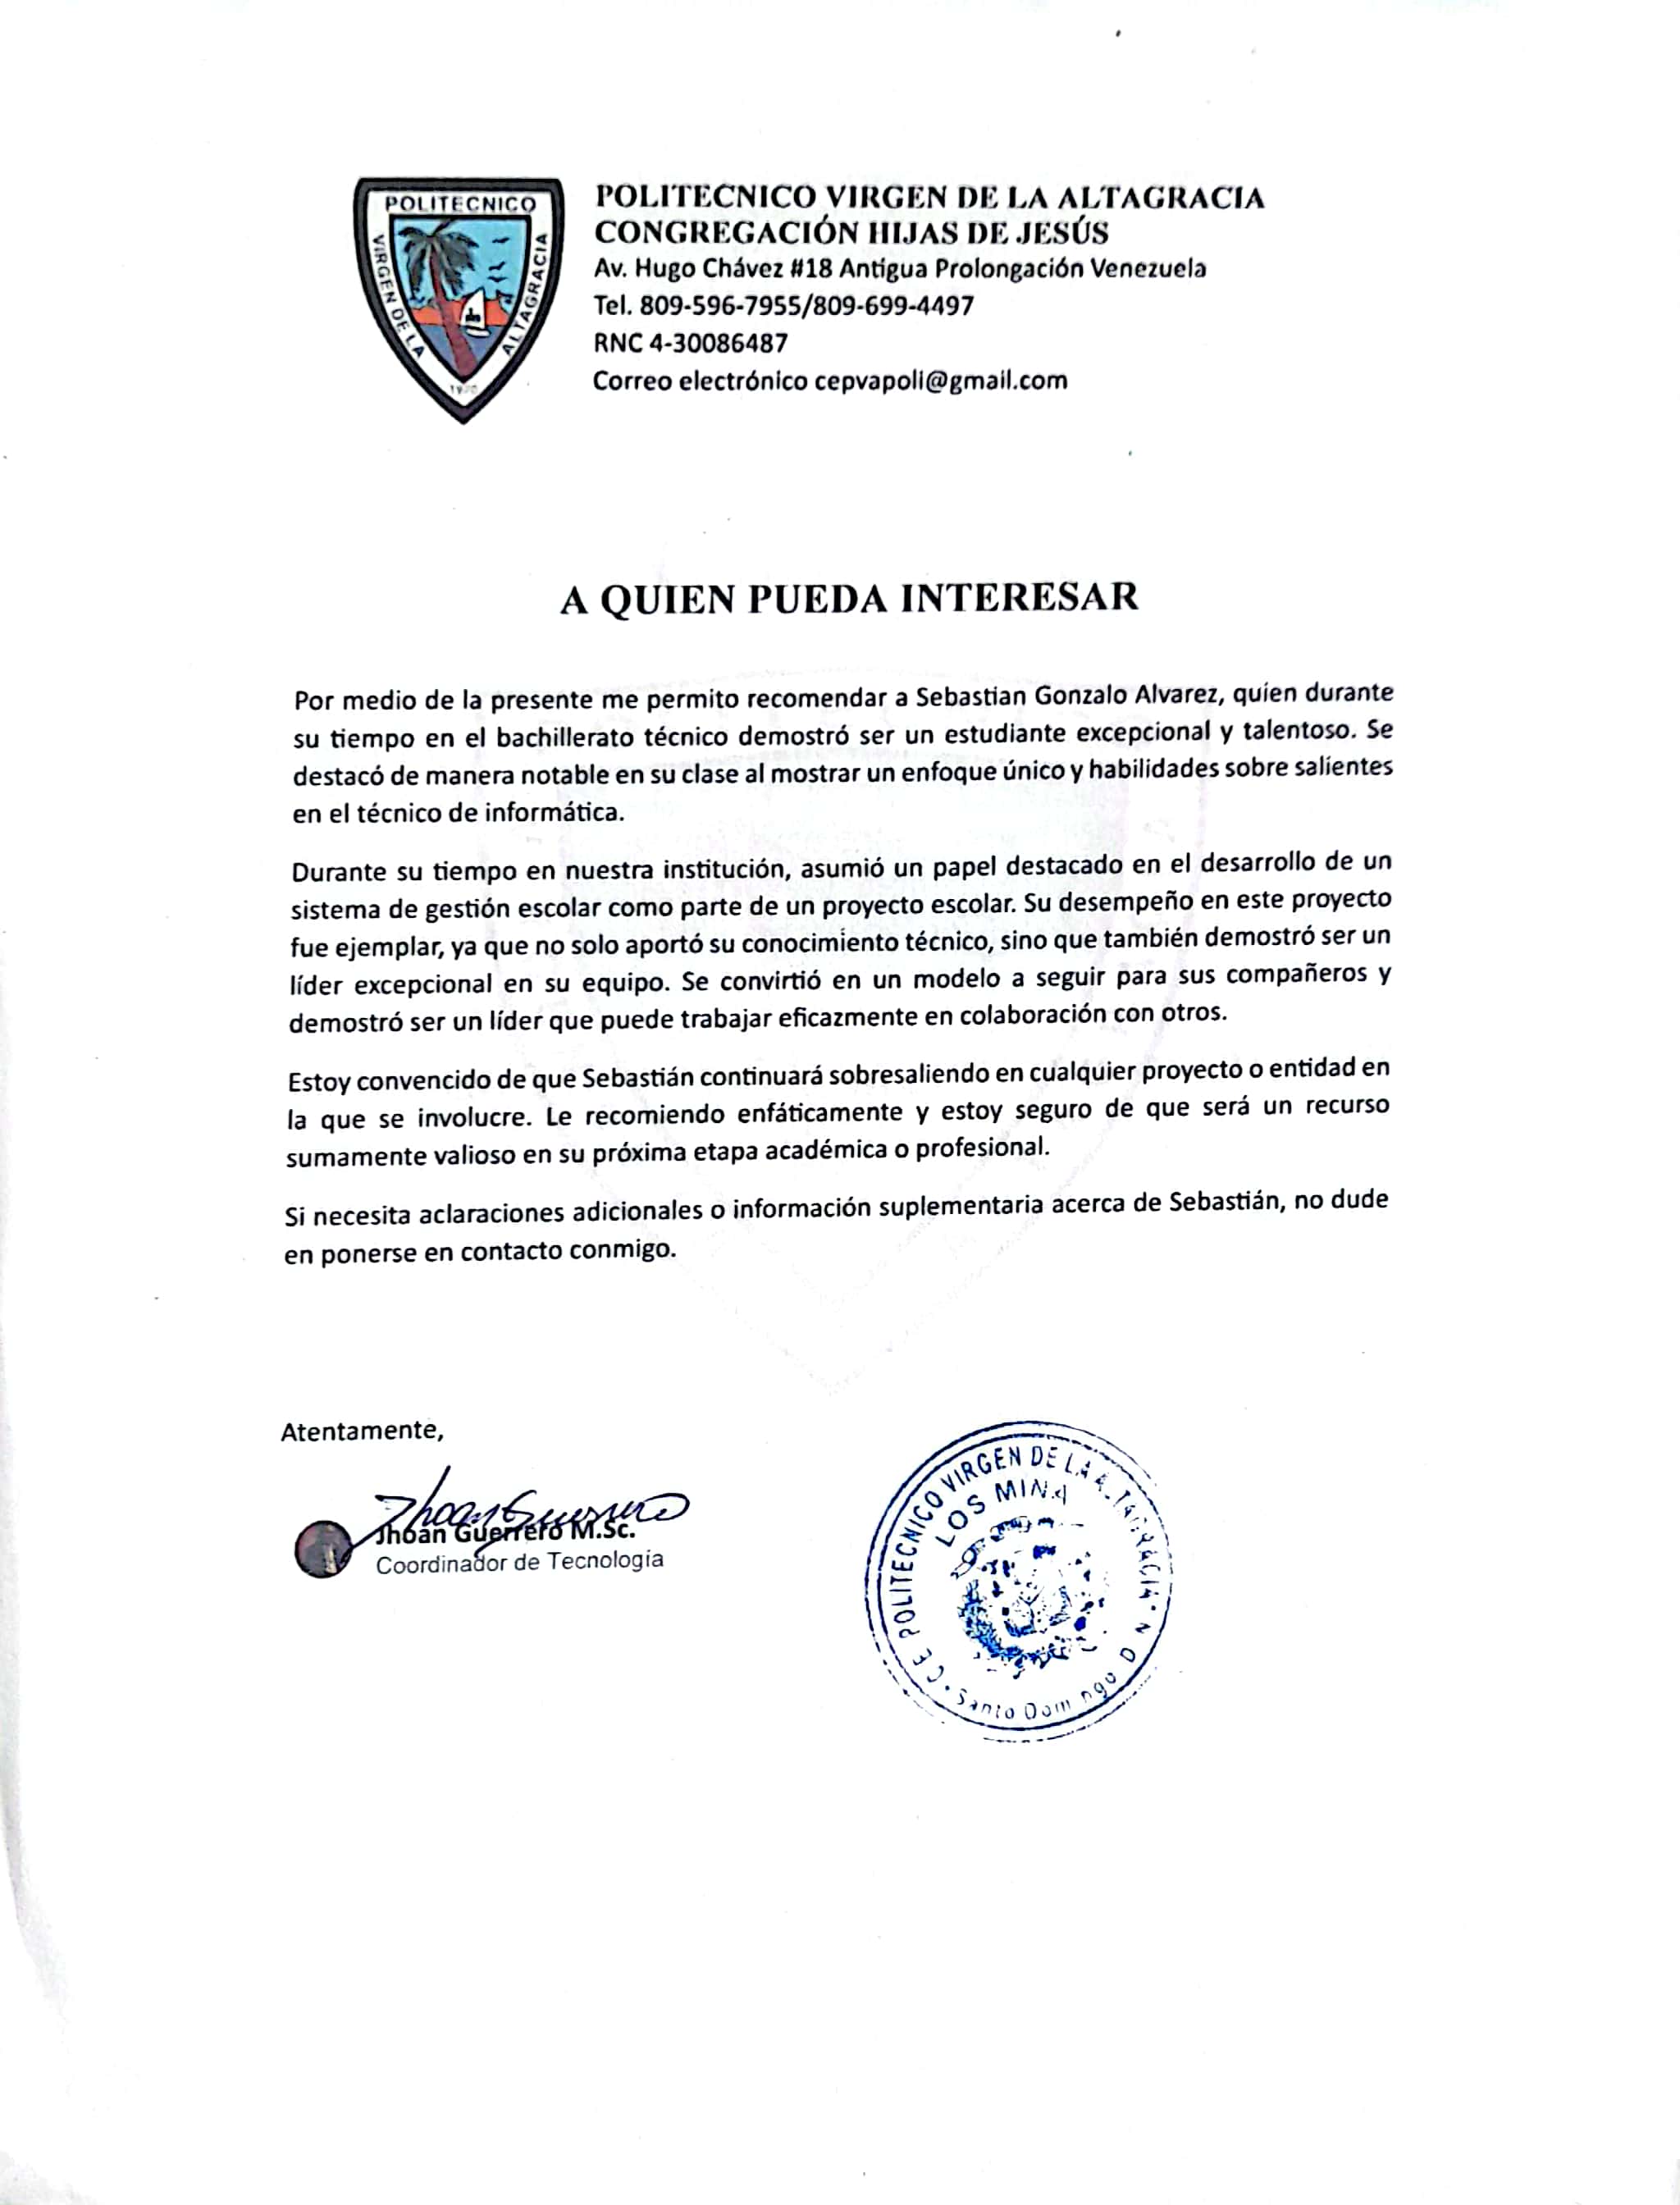 POLITECNICO
VIRGEN DE LA
ALTAGRACIA
POLITECNICO VIRGEN DE LA ALTAGRACIA
CONGREGACIÓN HIJAS DE JESÚS
Av. Hugo Chávez #18 Antigua Prolongación Venezuela
Tel. 809-596-7955/809-699-4497
RNC 4-30086487
Correo electrónico cepvapoli@gmail.com
A QUIEN PUEDA INTERESAR
Por medio de la presente me permito recomendar a Sebastian Gonzalo Alvarez, quien durante
su tiempo en el bachillerato técnico demostró ser un estudiante excepcional y talentoso. Se
destacó de manera notable en su clase al mostrar un enfoque único y habilidades sobre salientes
en el técnico de informática.
Durante su tiempo en nuestra institución, asumió un papel destacado en el desarrollo de un
sistema de gestión escolar como parte de un proyecto escolar. Su desempeño en este proyecto
fue ejemplar, ya que no solo aportó su conocimiento técnico, sino que también demostró ser un
líder excepcional en su equipo. Se convirtió en un modelo a seguir para sus compañeros y
demostró ser un líder que puede trabajar eficazmente en colaboración con otros.
Estoy convencido de que Sebastián continuará sobresaliendo en cualquier proyecto o entidad en
la que se involucre. Le recomiendo enfáticamente y estoy seguro de que será un recurso
sumamente valioso en su próxima etapa académica o profesional.
Si necesita aclaraciones adicionales o información suplementaria acerca de Sebastián, no dude
en ponerse en contacto conmigo.
Atentamente,
Jhoan Guerrero
Jhoan Guerrero M.Sc.
Coordinador de Tecnología
C E POLITECNICO VIRGEN DE LA ALTAGRACIA
LOS MINA
Santo Domingo